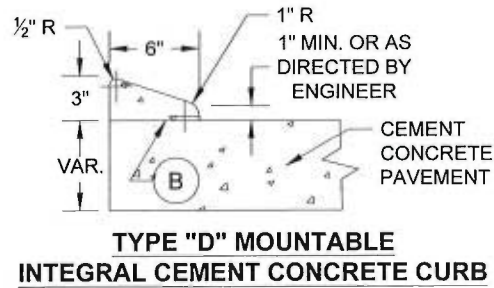 ½" R
6"
1" R
1" MIN. OR AS
DIRECTED BY
ENGINEER
3"
VAR.
B
CEMENT
CONCRETE
PAVEMENT
TYPE "D" MOUNTABLE
INTEGRAL CEMENT CONCRETE CURB